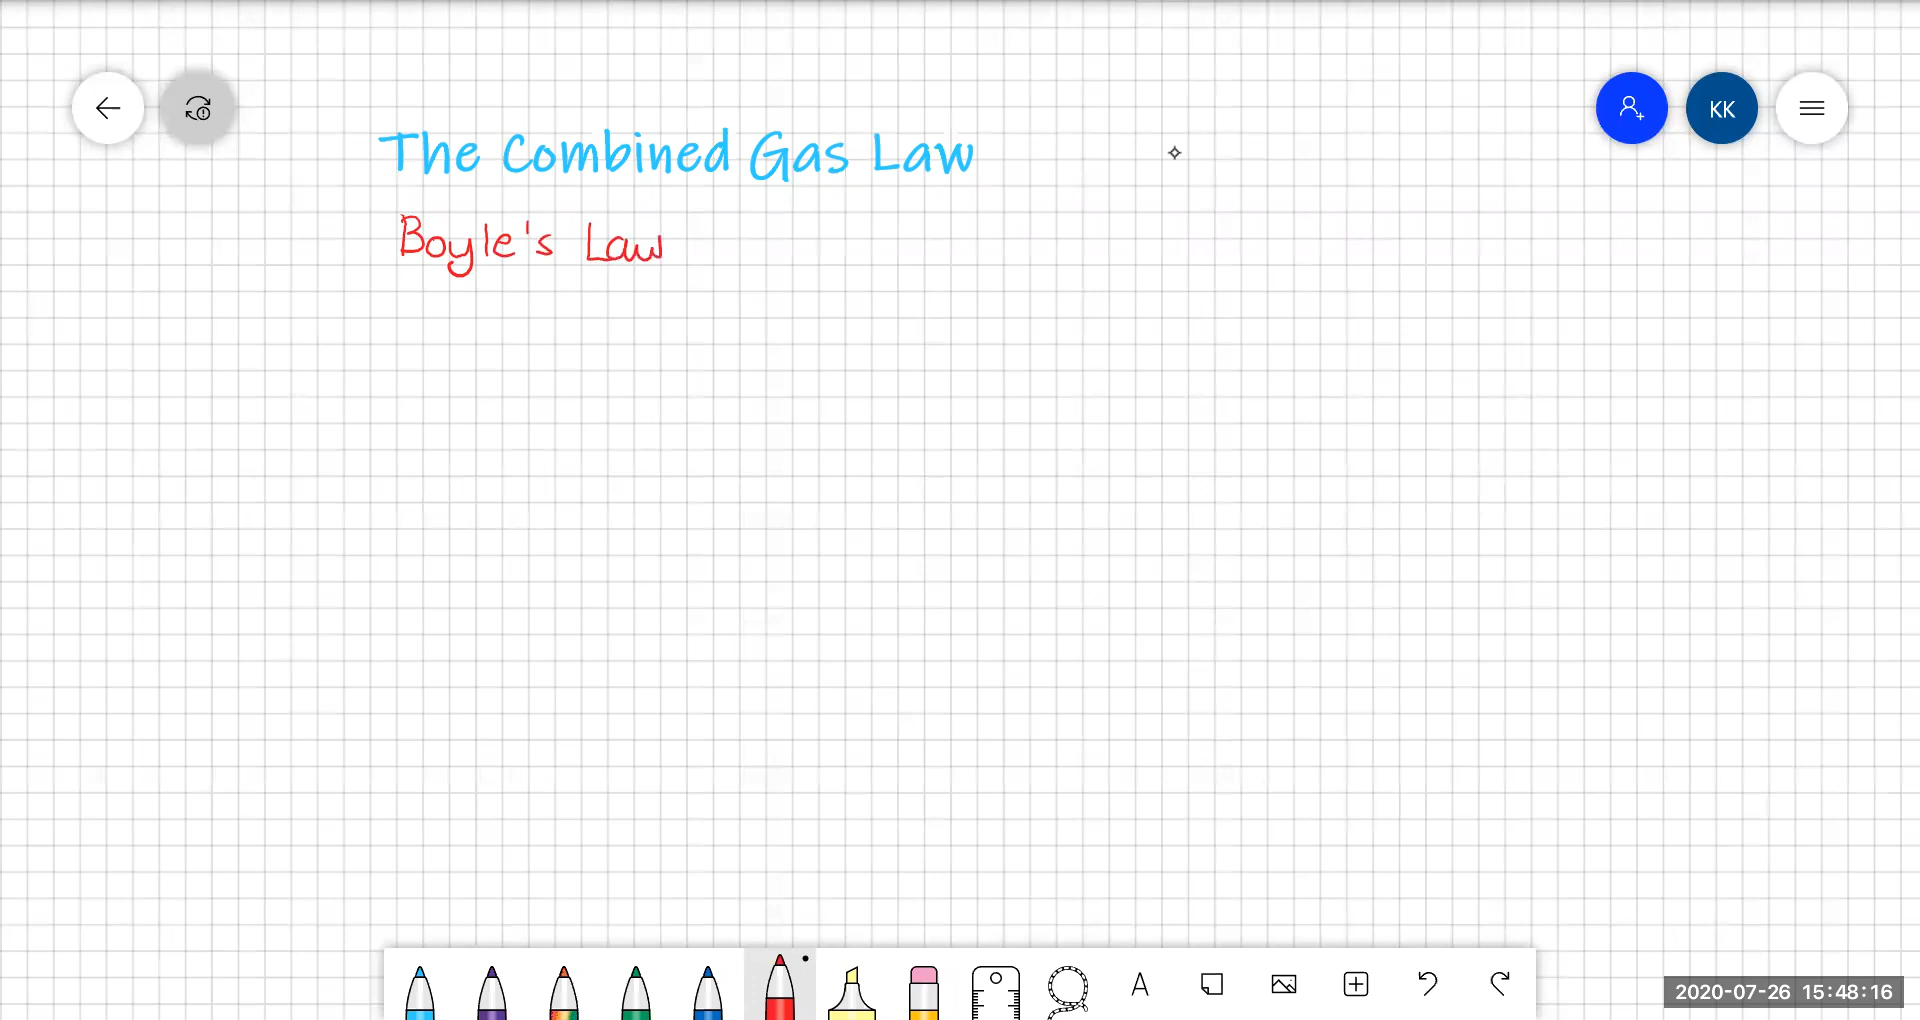 KK
The Combined Gas Law
Boyle's Law
A
2020-07-26 15:48:16